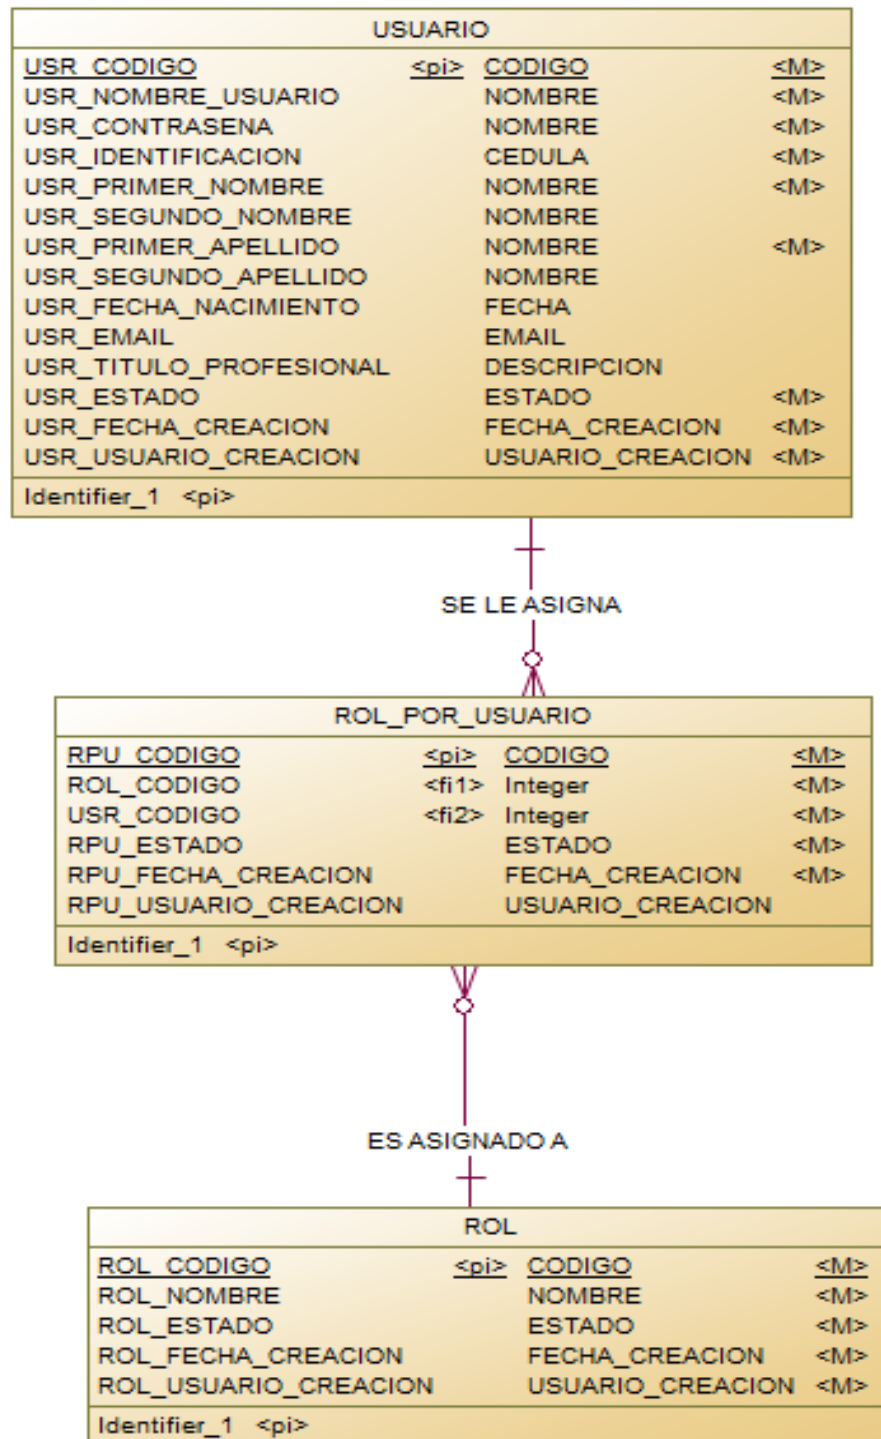 USUARIO
USR_CODIGO <pi> CODIGO <M>
USR_NOMBRE_USUARIO NOMBRE <M>
USR_CONTRASENA NOMBRE <M>
USR_IDENTIFICACION CEDULA <M>
USR_PRIMER_NOMBRE NOMBRE <M>
USR_SEGUNDO_NOMBRE NOMBRE
USR_PRIMER_APELLIDO NOMBRE <M>
USR_SEGUNDO_APELLIDO NOMBRE
USR_FECHA_NACIMIENTO FECHA
USR_EMAIL EMAIL
USR_TITULO_PROFESIONAL DESCRIPCION
USR_ESTADO ESTADO <M>
USR_FECHA_CREACION FECHA_CREACION <M>
USR_USUARIO_CREACION USUARIO_CREACION <M>
Identifier_1 <pi>
SE LE ASIGNA
ROL_POR_USUARIO
RPU_CODIGO <pi> CODIGO <M>
ROL_CODIGO <fi1> Integer <M>
USR_CODIGO <fi2> Integer <M>
RPU_ESTADO ESTADO <M>
RPU_FECHA_CREACION FECHA_CREACION <M>
RPU_USUARIO_CREACION USUARIO_CREACION
Identifier_1 <pi>
ES ASIGNADO A
ROL
ROL_CODIGO <pi> CODIGO <M>
ROL_NOMBRE NOMBRE <M>
ROL_ESTADO ESTADO <M>
ROL_FECHA_CREACION FECHA_CREACION <M>
ROL_USUARIO_CREACION USUARIO_CREACION <M>
Identifier_1 <pi>